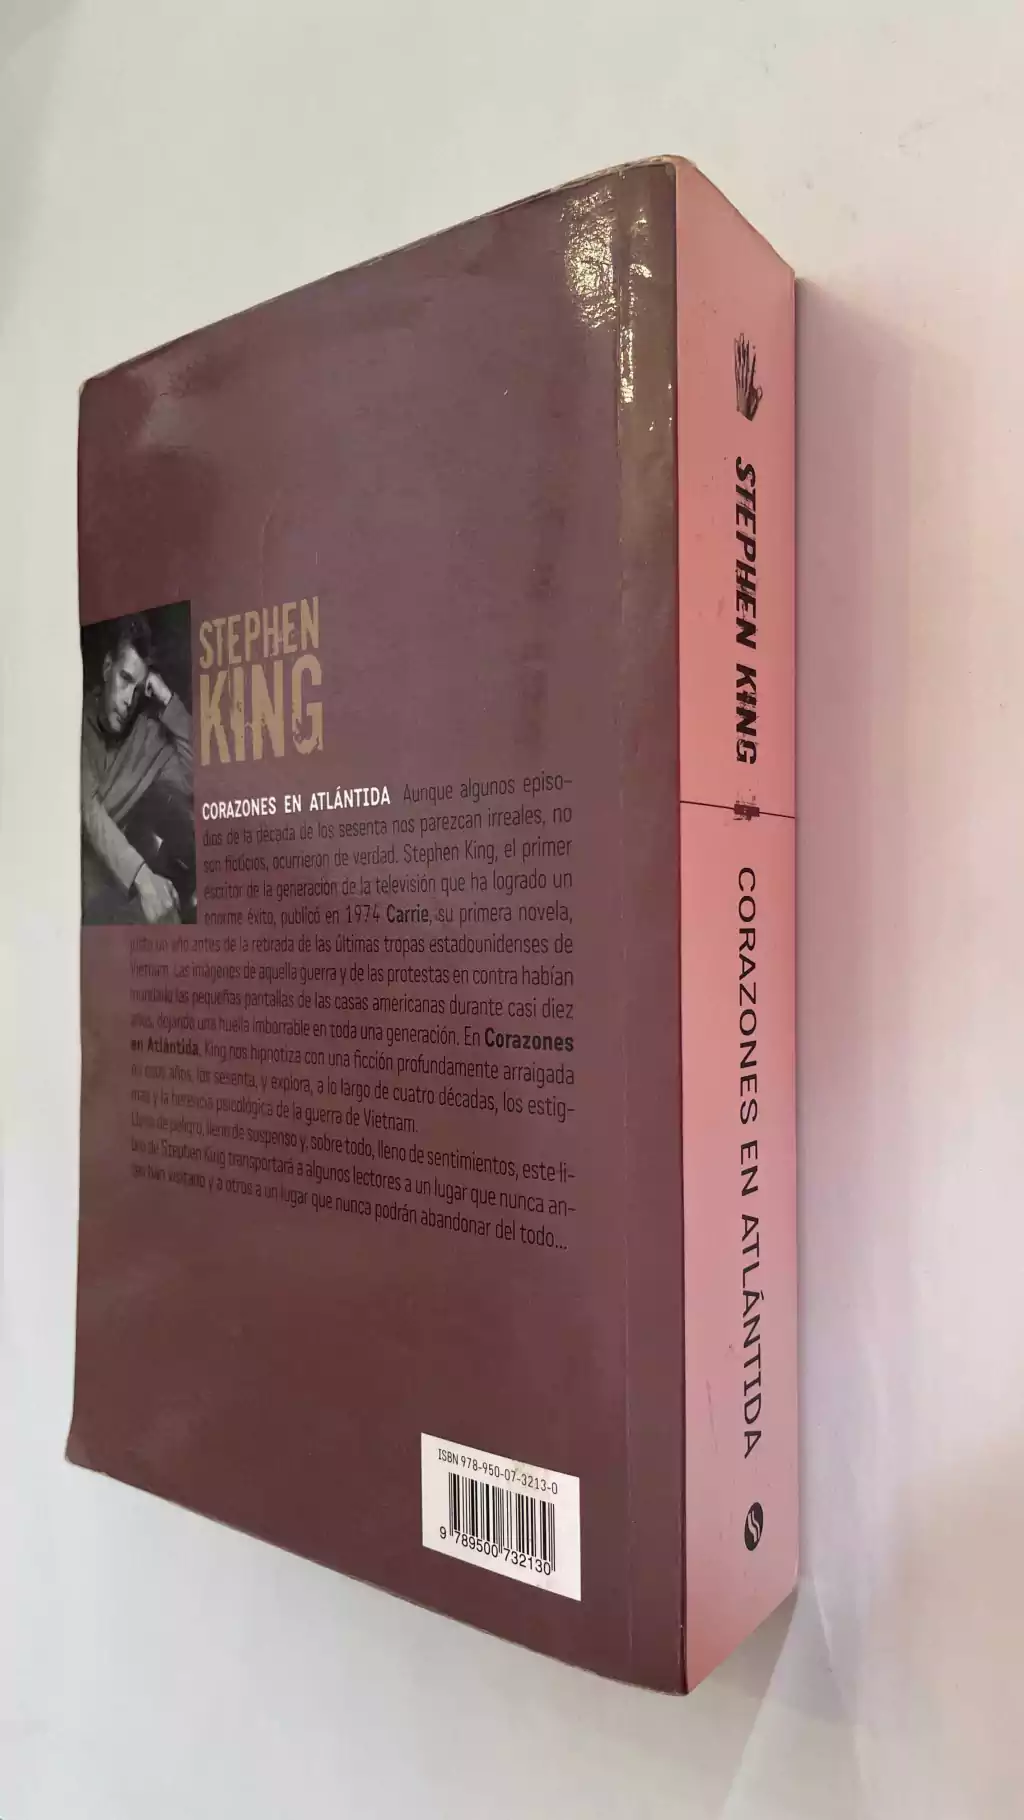 STEPHEN
KING
CORAZONES EN ATLÁNTIDA Aunque algunos episo-
dios de la década de los sesenta nos parezcan irreales, no
son ficticios, ocurrieron de verdad. Stephen King, el primer
escritor de la generación de la televisión que ha logrado un
enorme éxito, publicó en 1974 Carrie, su primera novela,
justo un año antes de la retirada de las últimas tropas estadounidenses de
Vietnam. Las imágenes de aquella guerra y de las protestas en contra habían
inundado las pequeñas pantallas de las casas americanas durante casi diez
años, dejando una huella imborrable en toda una generación. En Corazones
en Atlántida, King nos hipnotiza con una ficción profundamente arraigada
en esos años, los sesenta, y explora, a lo largo de cuatro décadas, los estig-
mas y la herencia psicológica de la guerra de Vietnam.
Lleno de peligro, lleno de suspenso y, sobre todo, lleno de sentimientos, este li-
bro de Stephen King transportará a algunos lectores a un lugar que nunca an-
tes han visitado y a otros a un lugar que nunca podrán abandonar del todo...
ISBN 978-950-07-3213-0
9 789500 732130
STEPHEN KING
CORAZONES EN ATLÁNTIDA